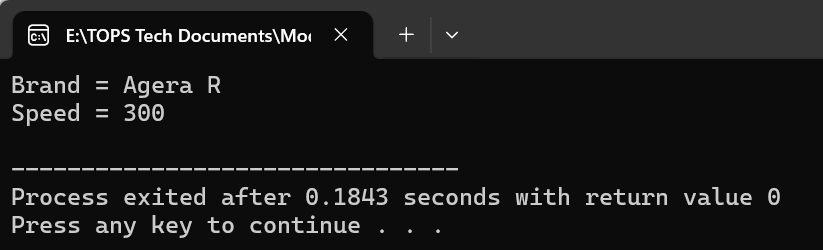 E:\TOPS Tech Documents\Mo
Brand = Agera R
Speed = 300
--------------------------------
Process exited after 0.1843 seconds with return value 0
Press any key to continue . . .